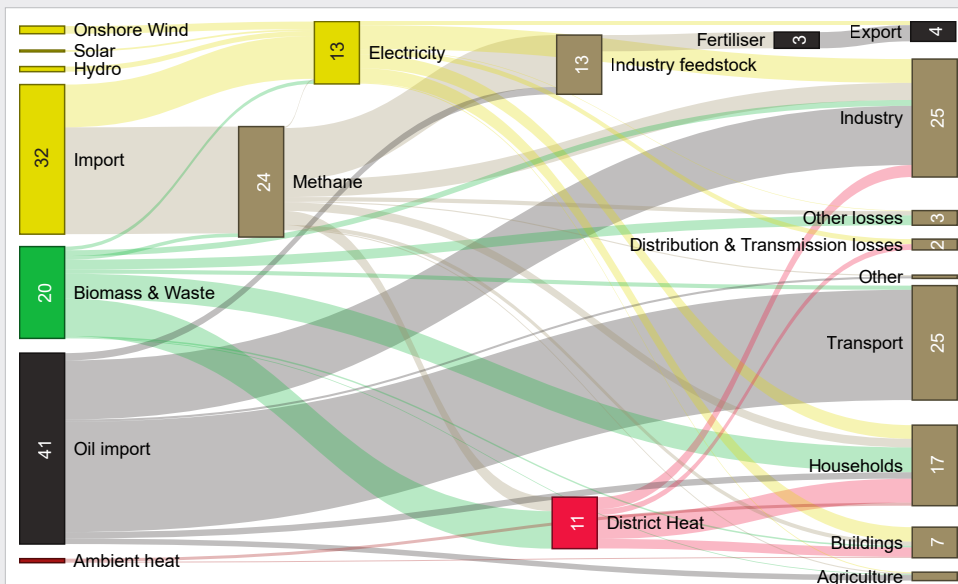 Onshore Wind
Solar
Hydro
32
Import
20
Biomass & Waste
41
Oil import
Ambient heat
13
Electricity
24
Methane
13
Industry feedstock
11
District Heat
Fertiliser
3
Export
4
Industry
25
Other losses
3
Distribution & Transmission losses
2
Other
Transport
25
Households
17
Buildings
7
Agriculture